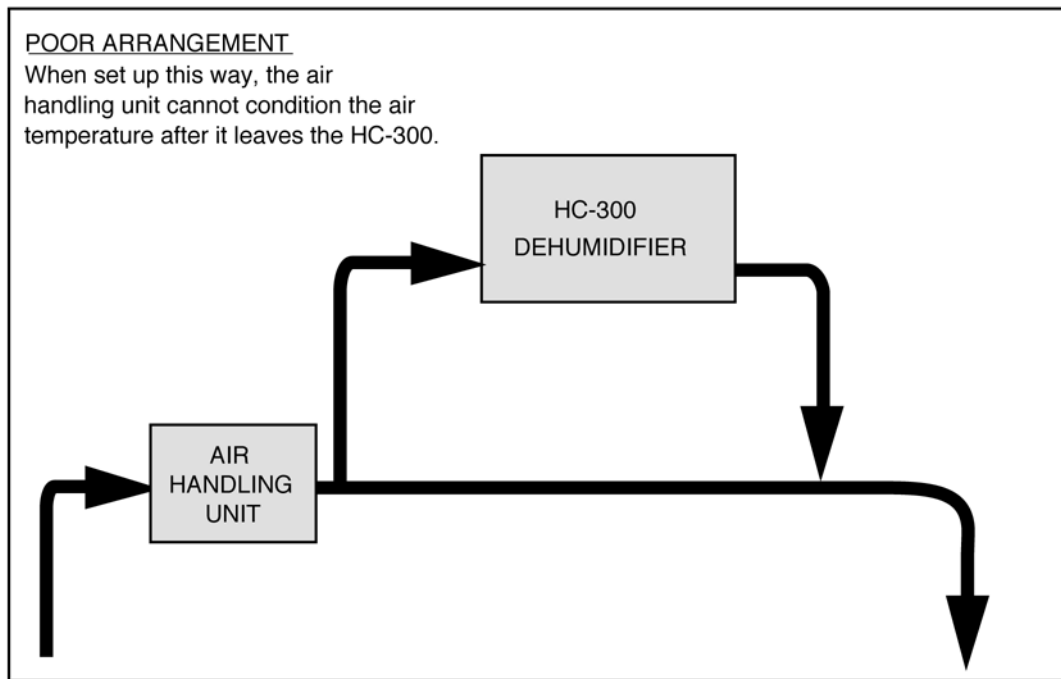 POOR ARRANGEMENT
When set up this way, the air
handling unit cannot condition the air
temperature after it leaves the HC-300.
HC-300
DEHUMIDIFIER
AIR
HANDLING
UNIT